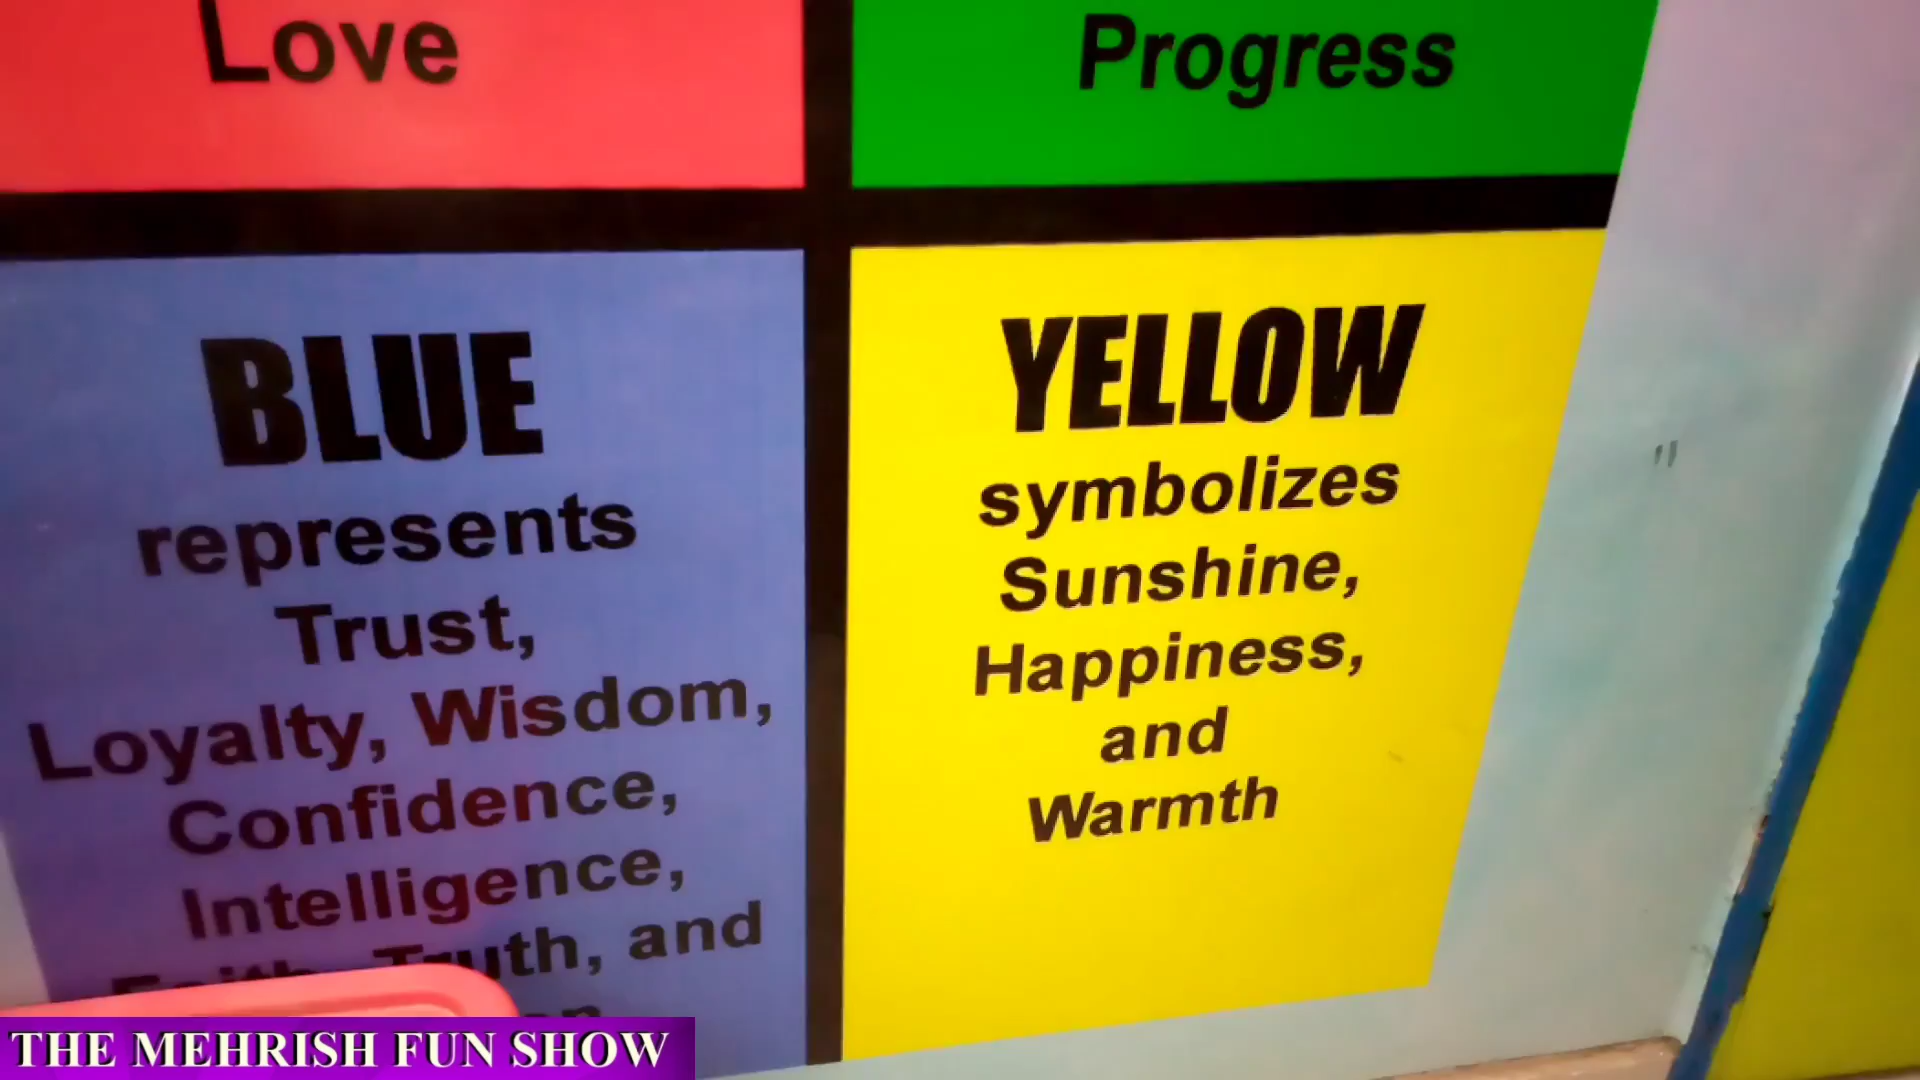 Love
Progress
BLUE
represents
Trust,
Loyalty, Wisdom,
Confidence,
Intelligence,
Faith, Truth, and
YELLOW
symbolizes
Sunshine,
Happiness,
and
Warmth
THE MEHRISH FUN SHOW